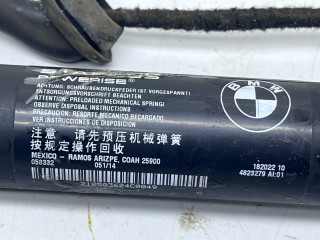 POWERISE®
BMW
ACHTUNG: SCHRAUBENDRUCKFEDER IST VORGESPANNT!
ENTSORGUNGSVORSCHRIFT BEACHTEN!
ATTENTION: PRELOADED MECHANICAL SPRING!
OBSERVE DISPOSAL INSTRUCTIONS!
PRECAUCION: RESORTE MECANICO RECARGADO!
VER INSTRUCCIONES DE DISPOSICION!
注意: 请先预压机械弹簧
按规定操作回收
MEXICO - RAMOS ARIZPE, COAH 25900
058332 051/14
182022 10
4823279 AI:01
210503624C0049